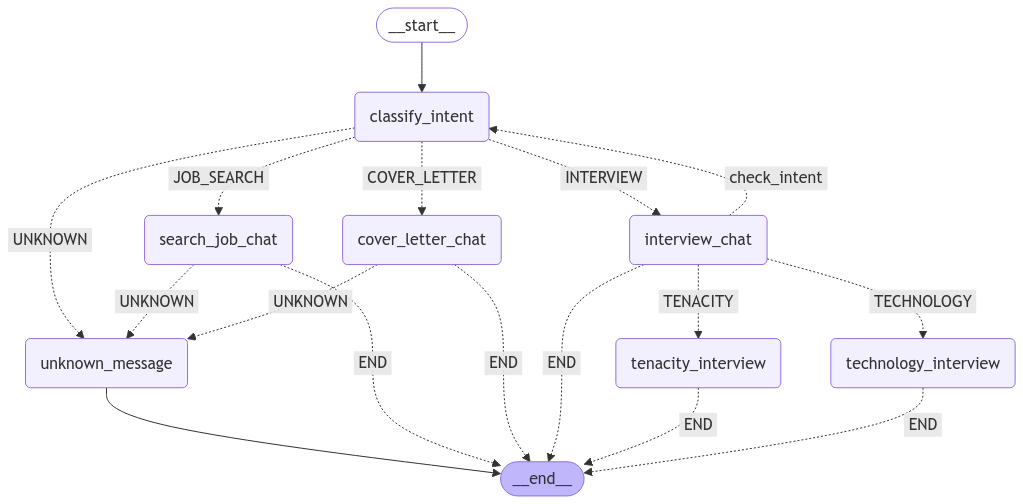 __start__
classify_intent
JOB_SEARCH
COVER_LETTER
INTERVIEW
check_intent
UNKNOWN
search_job_chat
cover_letter_chat
interview_chat
UNKNOWN
UNKNOWN
TENACITY
TECHNOLOGY
unknown_message
END
END
END
tenacity_interview
technology_interview
END
END
__end__